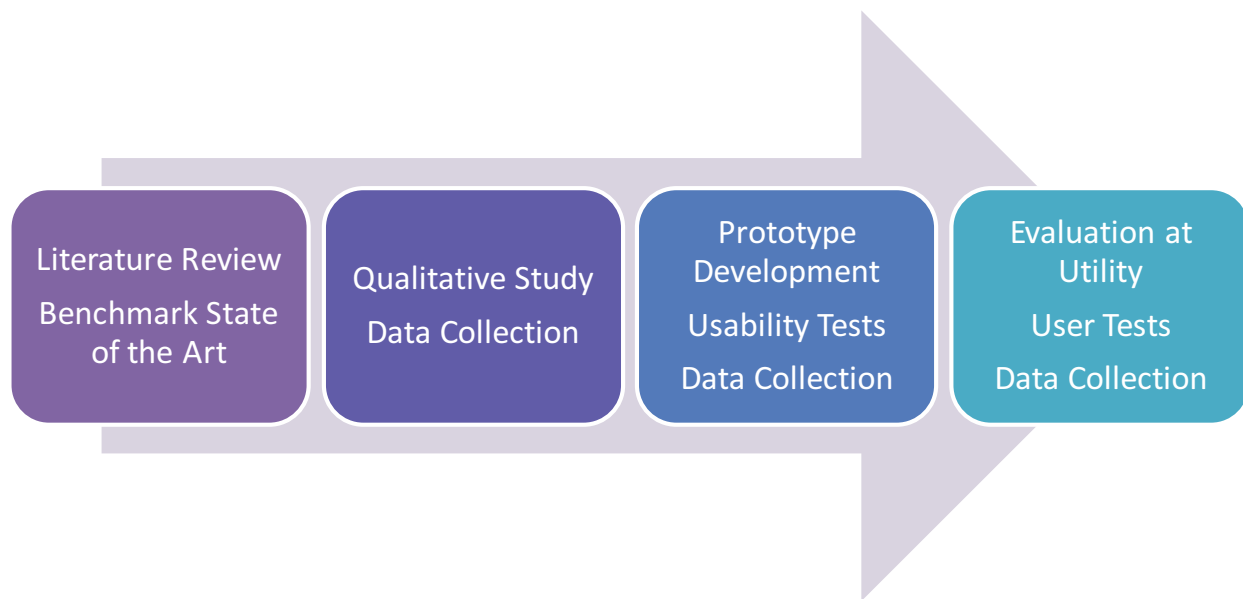 Literature Review
Benchmark State
of the Art
Qualitative Study
Data Collection
Prototype
Development
Usability Tests
Data Collection
Evaluation at
Utility
User Tests
Data Collection